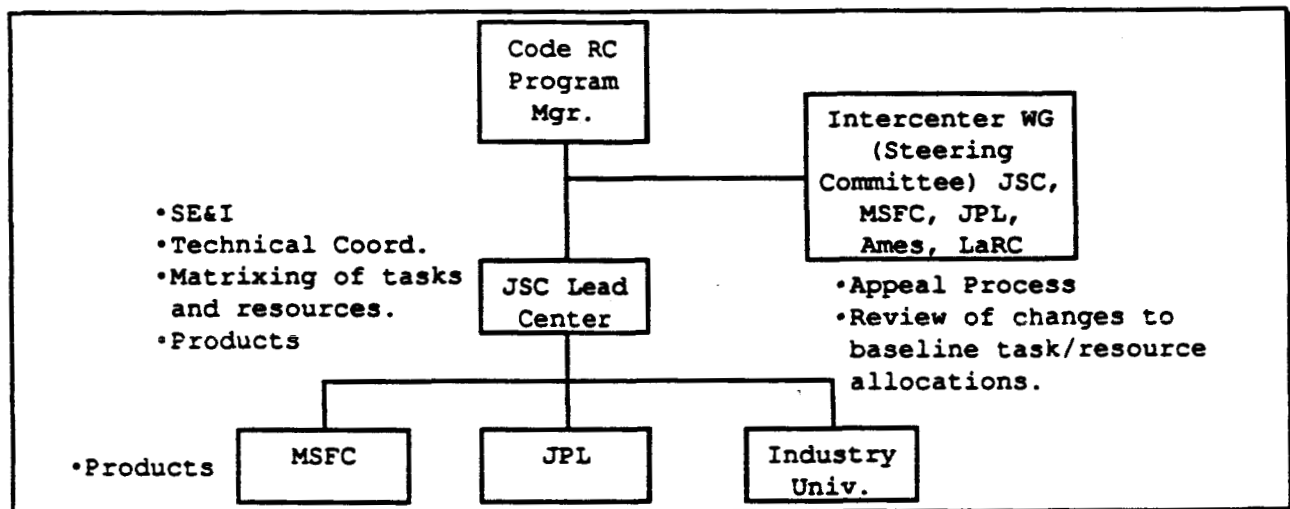 Code RC
Program
Mgr.
Intercenter WG
(Steering
Committee) JSC,
MSFC, JPL,
Ames, LaRC
•SE&I
•Technical Coord.
•Matrixing of tasks
and resources.
•Products
JSC Lead
Center
•Appeal Process
•Review of changes to
baseline task/resource
allocations.
•Products
MSFC
JPL
Industry
Univ.